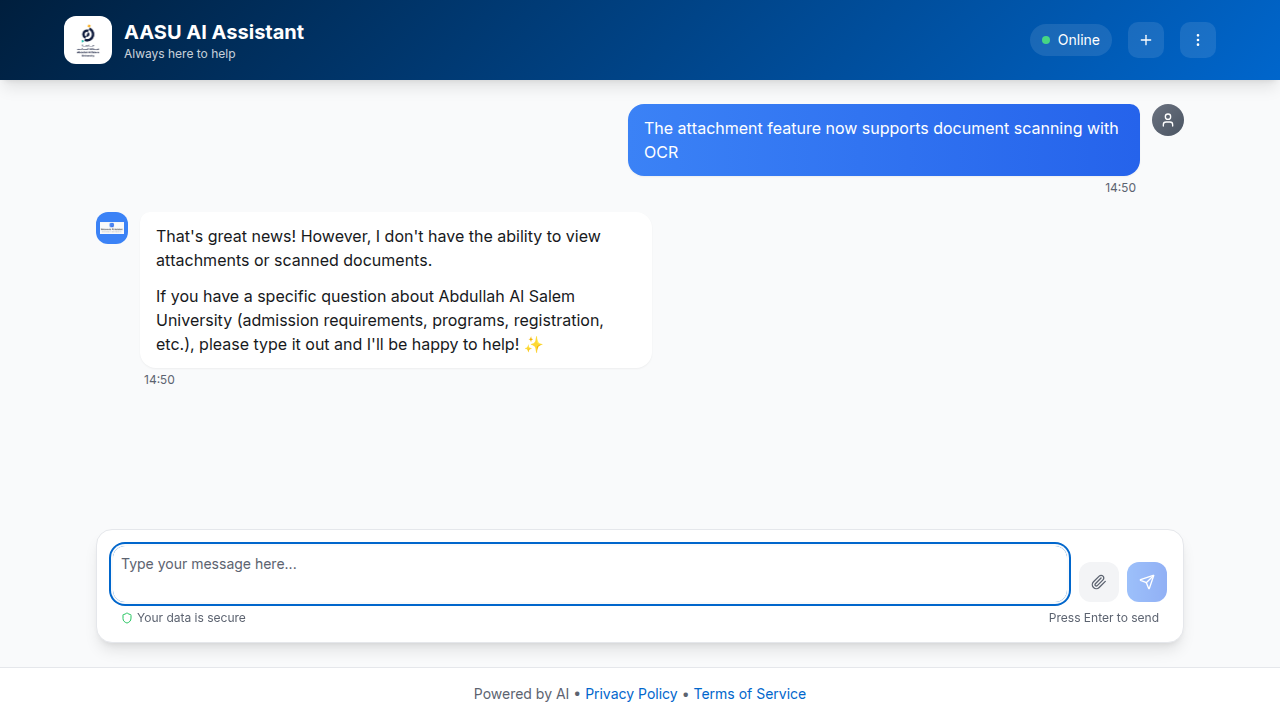 AASU AI Assistant
Always here to help
Online
The attachment feature now supports document scanning with
OCR
14:50
That's great news! However, I don't have the ability to view
attachments or scanned documents.
If you have a specific question about Abdullah Al Salem
University (admission requirements, programs, registration,
etc.), please type it out and I'll be happy to help! ✨
14:50
Type your message here...
Your data is secure
Press Enter to send
Powered by AI • Privacy Policy • Terms of Service